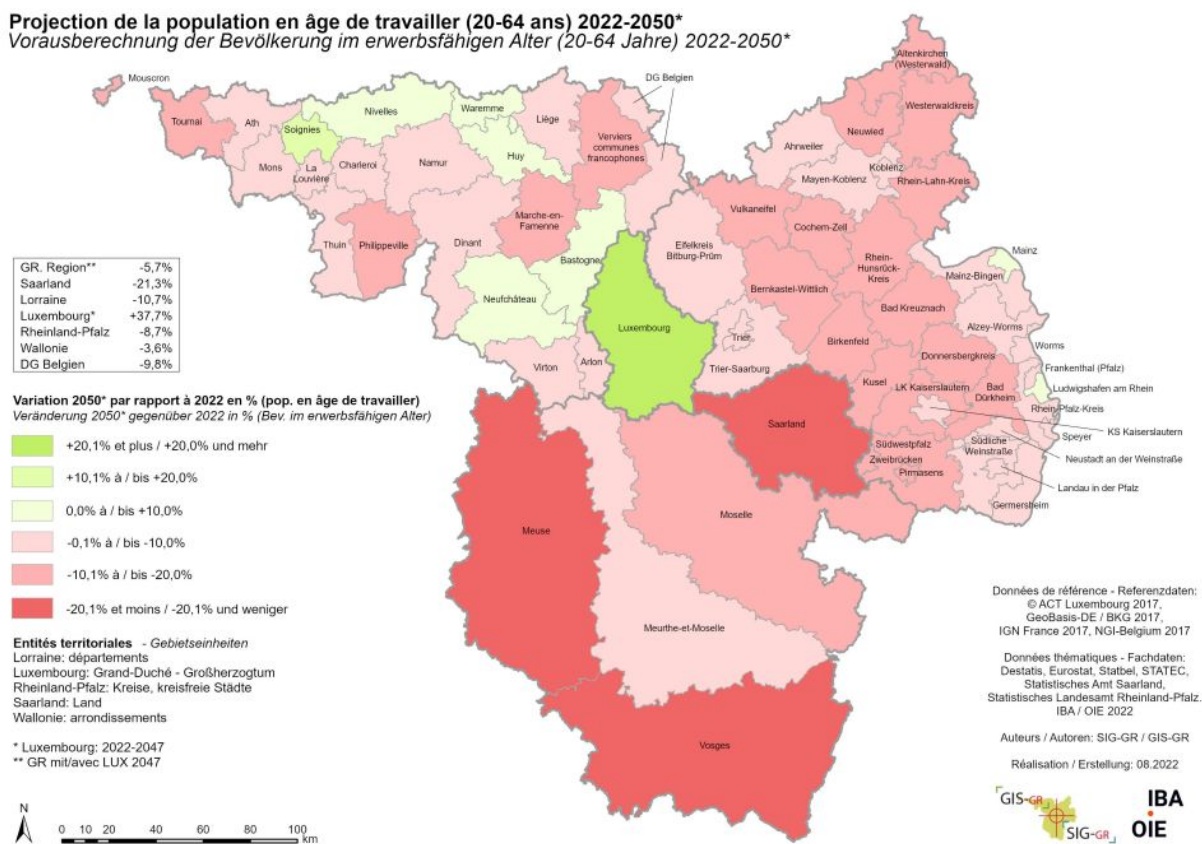 Projection de la population en âge de travailler (20-64 ans) 2022-2050*
Vorausberechnung der Bevölkerung im erwerbsfähigen Alter (20-64 Jahre) 2022-2050*
Mouscron
Tournai
Ath
Soignies
Nivelles
Waremme
Liège
DG Belgien
Mons
La
Louvière
Charleroi
Namur
Huy
Verviers
communes
francophones
Thuin
Philippeville
Dinant
Marche-en-
Famenne
Bastogne
Neufchâteau
Virton
Arlon
Luxembourg
Altenkirchen
(Westerwald)
Westerwaldkreis
Neuwied
Ahrweiler
Koblenz
Mayen-Koblenz
Rhein-Lahn-Kreis
Vulkaneifel
Cochem-Zell
Eifelkreis
Bitburg-Prüm
Rhein-
Hunsrück-
Kreis
Mainz
Mainz-Bingen
Bernkastel-Wittlich
Bad Kreuznach
Alzey-Worms
Trier
Trier-Saarburg
Birkenfeld
Donnersbergkreis
Worms
Frankenthal (Pfalz)
Ludwigshafen am Rhein
Kusel
LK Kaiserslautern
Bad
Dürkheim
Rhein-Pfalz-Kreis
KS Kaiserslautern
Speyer
Saarland
Südwestpfalz
Südliche
Weinstraße
Neustadt an der Weinstraße
Zweibrücken
Pirmasens
Landau in der Pfalz
Germersheim
Meuse
Moselle
Meurthe-et-Moselle
Vosges
GR. Region** -5,7%
Saarland -21,3%
Lorraine -10,7%
Luxembourg* +37,7%
Rheinland-Pfalz -8,7%
Wallonie -3,6%
DG Belgien -9,8%
Variation 2050* par rapport à 2022 en % (pop. en âge de travailler)
Veränderung 2050* gegenüber 2022 in % (Bev. im erwerbsfähigen Alter)
+20,1% et plus / +20,0% und mehr
+10,1% à / bis +20,0%
0,0% à / bis +10,0%
-0,1% à / bis -10,0%
-10,1% à / bis -20,0%
-20,1% et moins / -20,1% und weniger
Entités territoriales - Gebietseinheiten
Lorraine: départements
Luxembourg: Grand-Duché - Großherzogtum
Rheinland-Pfalz: Kreise, kreisfreie Städte
Saarland: Land
Wallonie: arrondissements
* Luxembourg: 2022-2047
** GR mit/avec LUX 2047
N
0 10 20 30 40 60 80 100
km
Données de référence - Referenzdaten:
© ACT Luxembourg 2017,
GeoBasis-DE / BKG 2017,
IGN France 2017, NGI-Belgium 2017
Données thématiques - Fachdaten:
Destatis, Eurostat, Statbel, STATEC,
Statistisches Amt Saarland,
Statistisches Landesamt Rheinland-Pfalz.
IBA / OIE 2022
Auteurs / Autoren: SIG-GR / GIS-GR
Réalisation / Erstellung: 08.2022
GIS-GR
SIG-GR
IBA
OIE